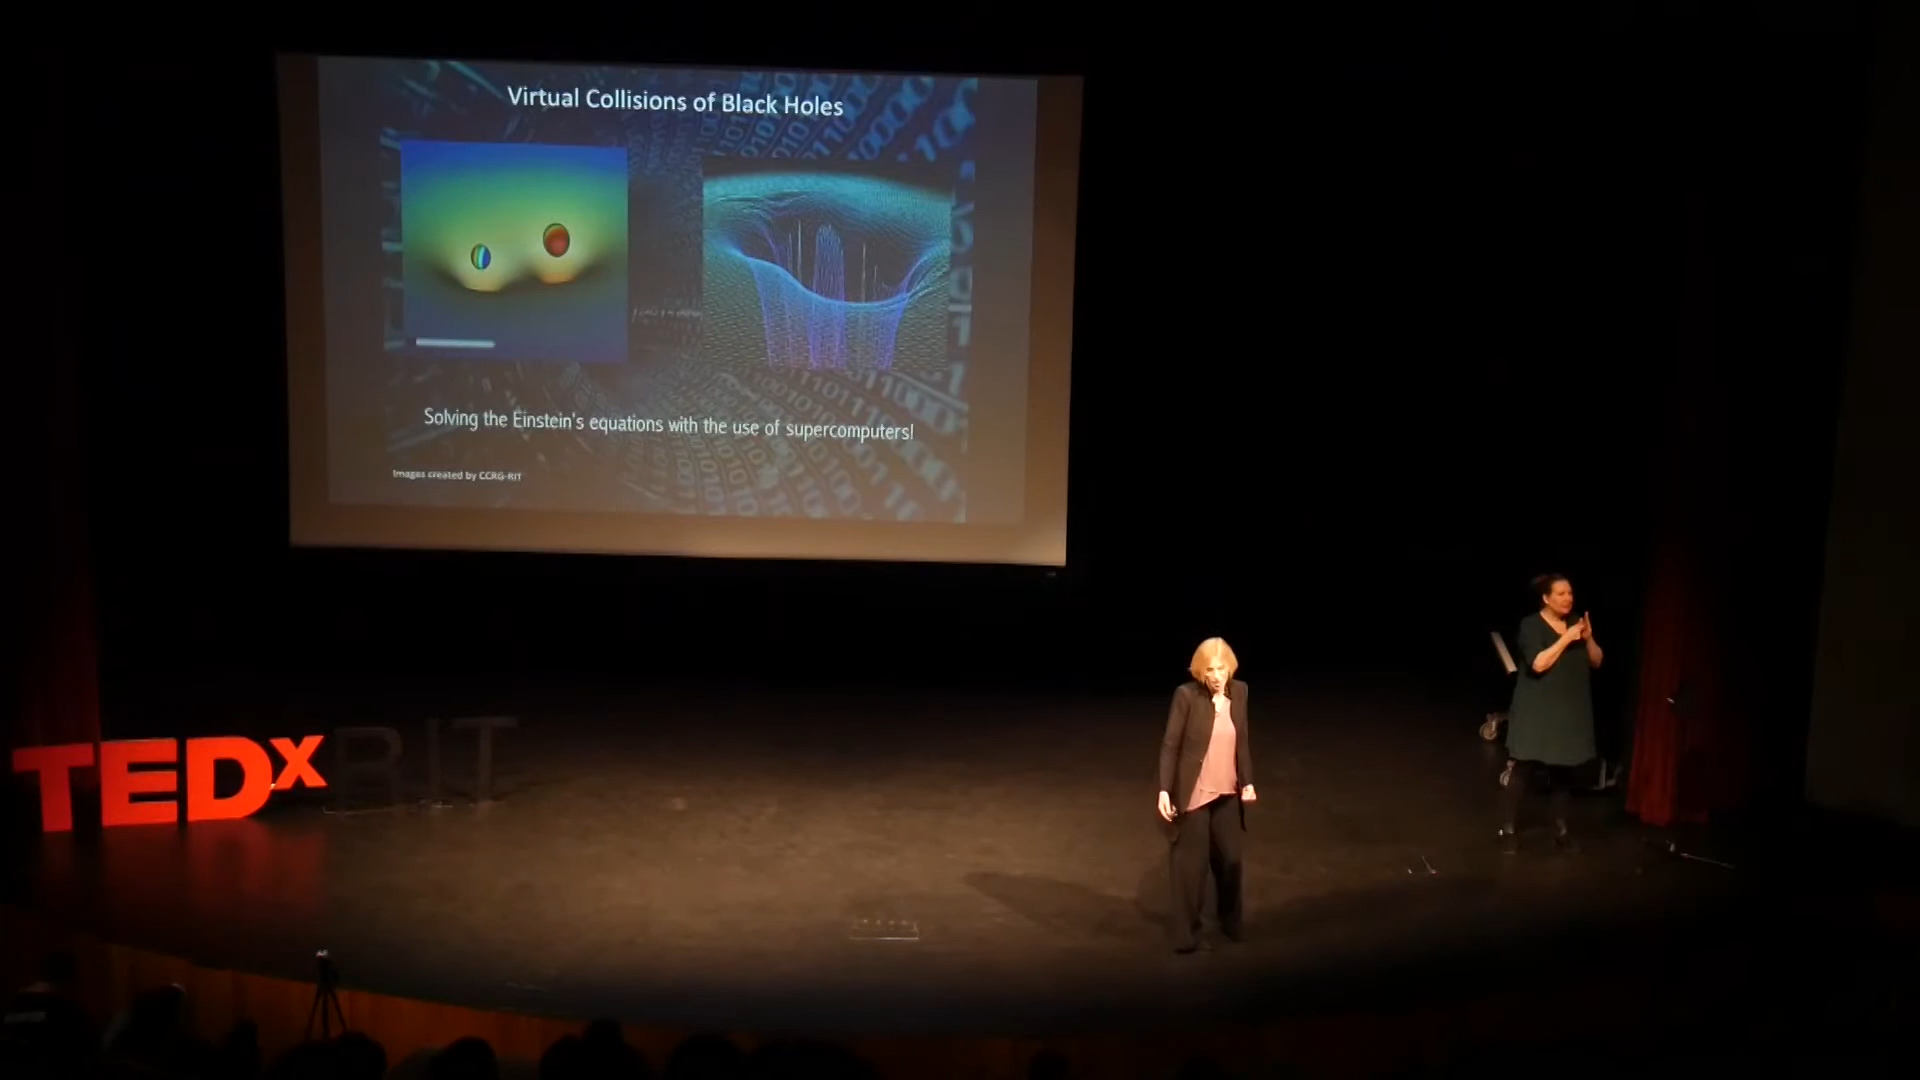 Virtual Collisions of Black Holes
Solving the Einstein's equations with the use of supercomputers!
Images created by CCRG-RIT
TEDx RIT